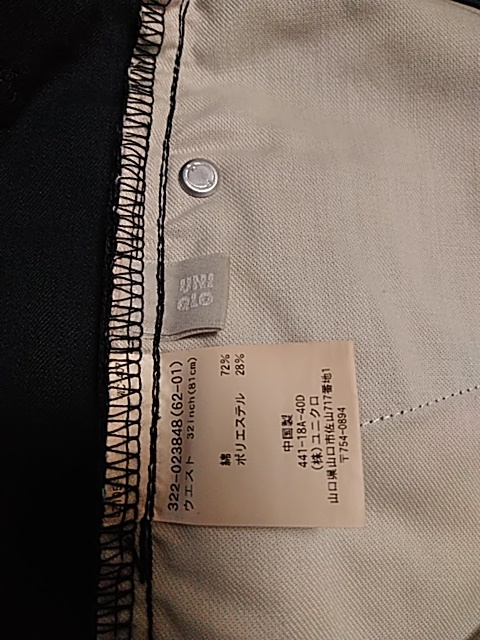 UNI
QLO
322-023848(62-01)
ウエスト 32inch(81cm)
綿 72%
ポリエステル 28%
中国製
441-18A-40D
(株)ユニクロ
山口県山口市佐山717番地1
〒754-0894